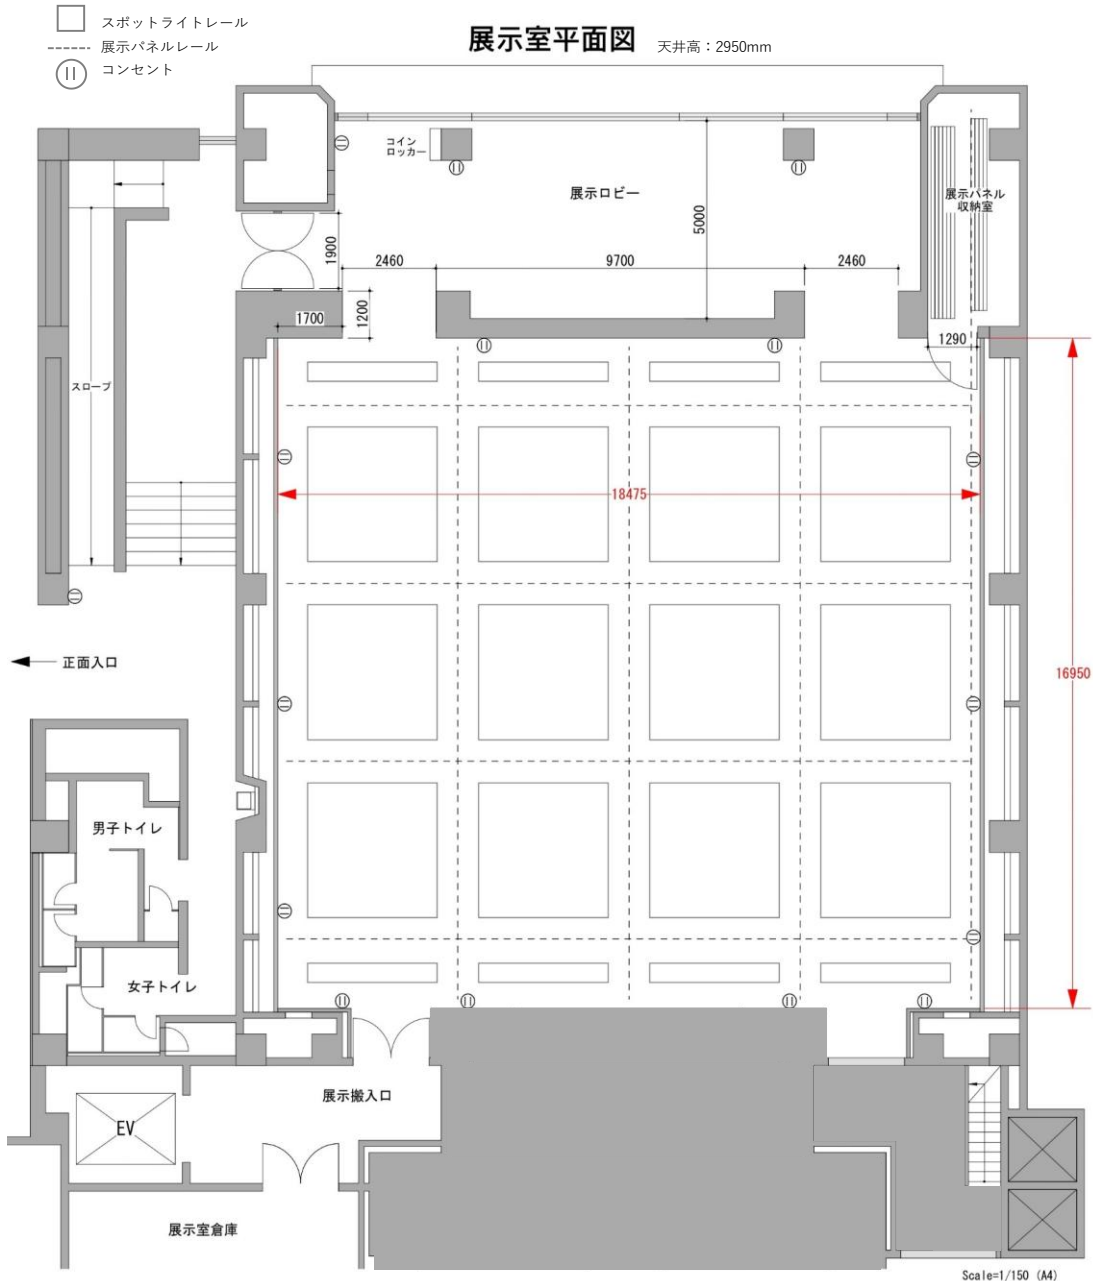 スポットライトレール
展示パネルレール
コンセント
展示室平面図 天井高：2950mm
コイン
ロッカー
展示ロビー
展示パネル
収納室
5000
1900
2460
9700
2460
1200
1700
1290
スロープ
18475
正面入口
16950
男子トイレ
女子トイレ
展示搬入口
EV
展示室倉庫
Scale=1/150 (A4)